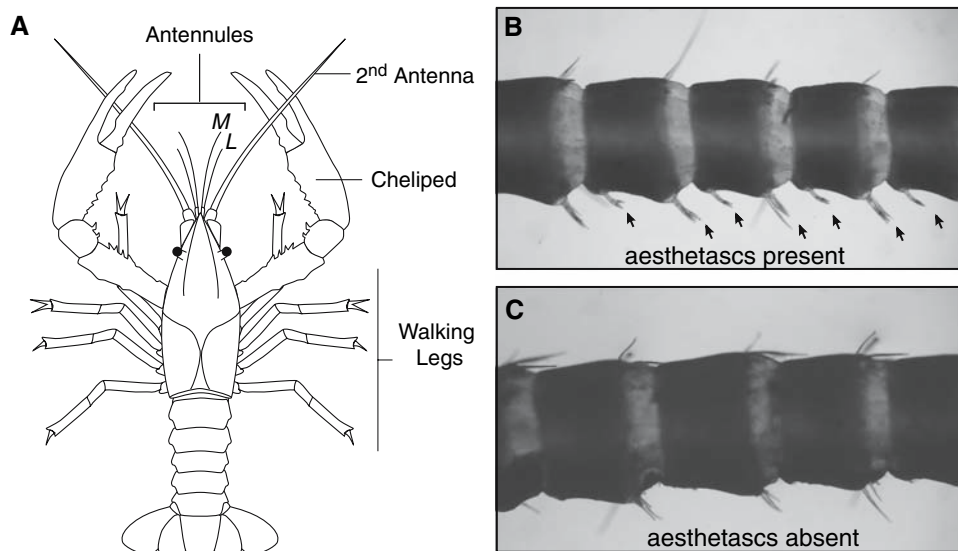 A
Antennules
2nd Antenna
M
L
Cheliped
Walking
Legs
B
aesthetascs present
C
aesthetascs absent